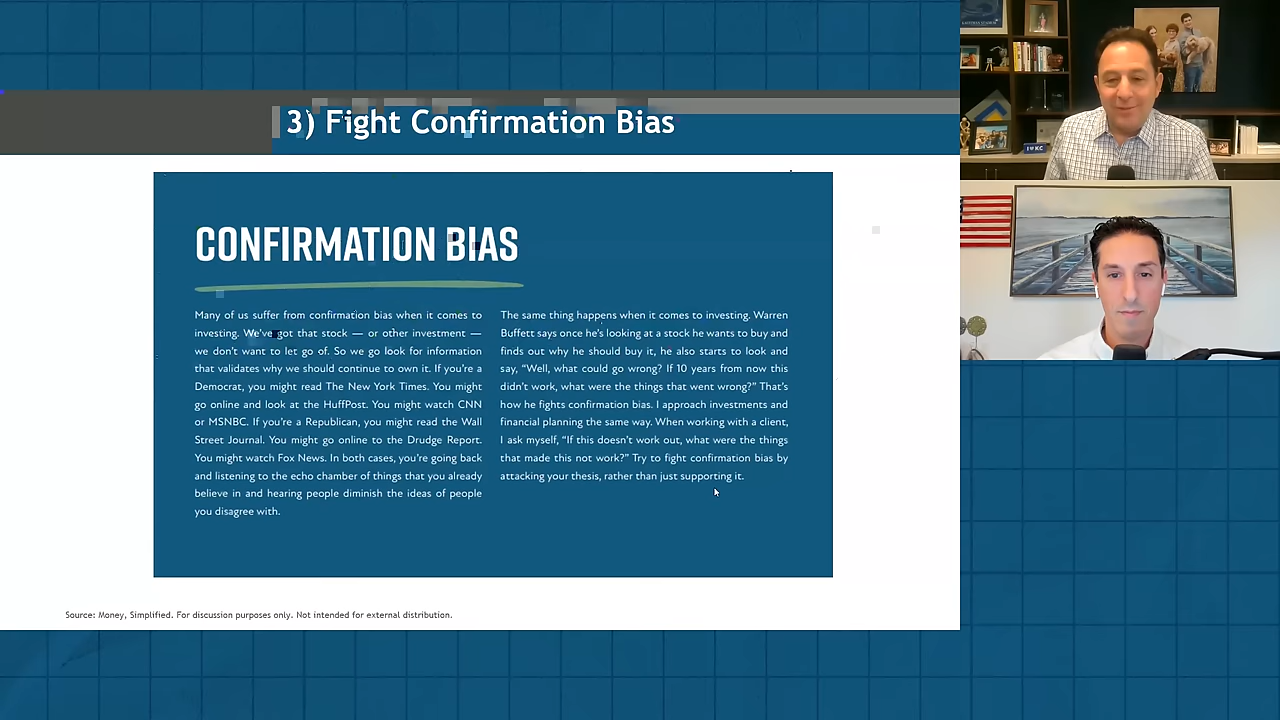 3) Fight Confirmation Bias
CONFIRMATION BIAS
Many of us suffer from confirmation bias when it comes to
investing. We've got that stock — or other investment —
we don't want to let go of. So we go look for information
that validates why we should continue to own it. If you're a
Democrat, you might read The New York Times. You might
go online and look at the HuffPost. You might watch CNN
or MSNBC. If you're a Republican, you might read the Wall
Street Journal. You might go online to the Drudge Report.
You might watch Fox News. In both cases, you're going back
and listening to the echo chamber of things that you already
believe in and hearing people diminish the ideas of people
you disagree with.
The same thing happens when it comes to investing. Warren
Buffett says once he's looking at a stock he wants to buy and
finds out why he should buy it, he also starts to look and
say, “Well, what could go wrong? If 10 years from now this
didn't work, what were the things that went wrong?” That's
how he fights confirmation bias. I approach investments and
financial planning the same way. When working with a client,
I ask myself, “If this doesn't work out, what were the things
that made this not work?” Try to fight confirmation bias by
attacking your thesis, rather than just supporting it.
Source: Money, Simplified. For discussion purposes only. Not intended for external distribution.
I ♥ KC